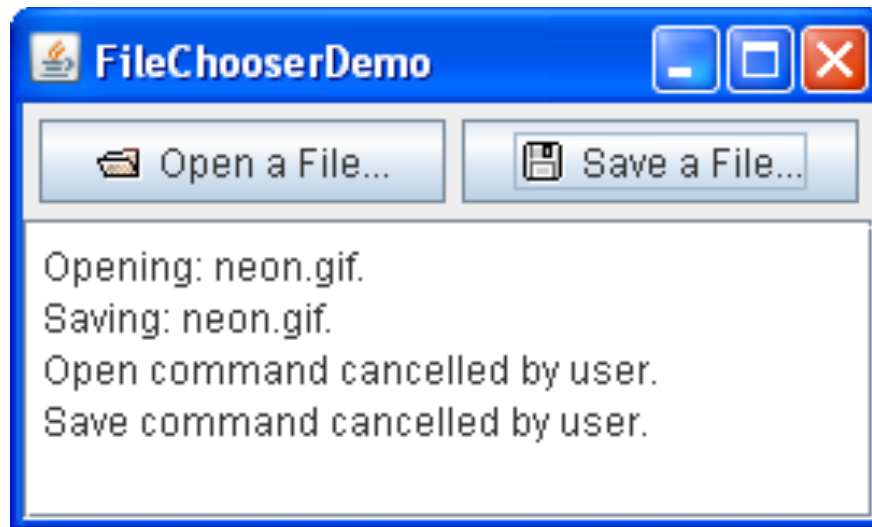 FileChooserDemo
Open a File... Save a File...
Opening: neon.gif.
Saving: neon.gif.
Open command cancelled by user.
Save command cancelled by user.